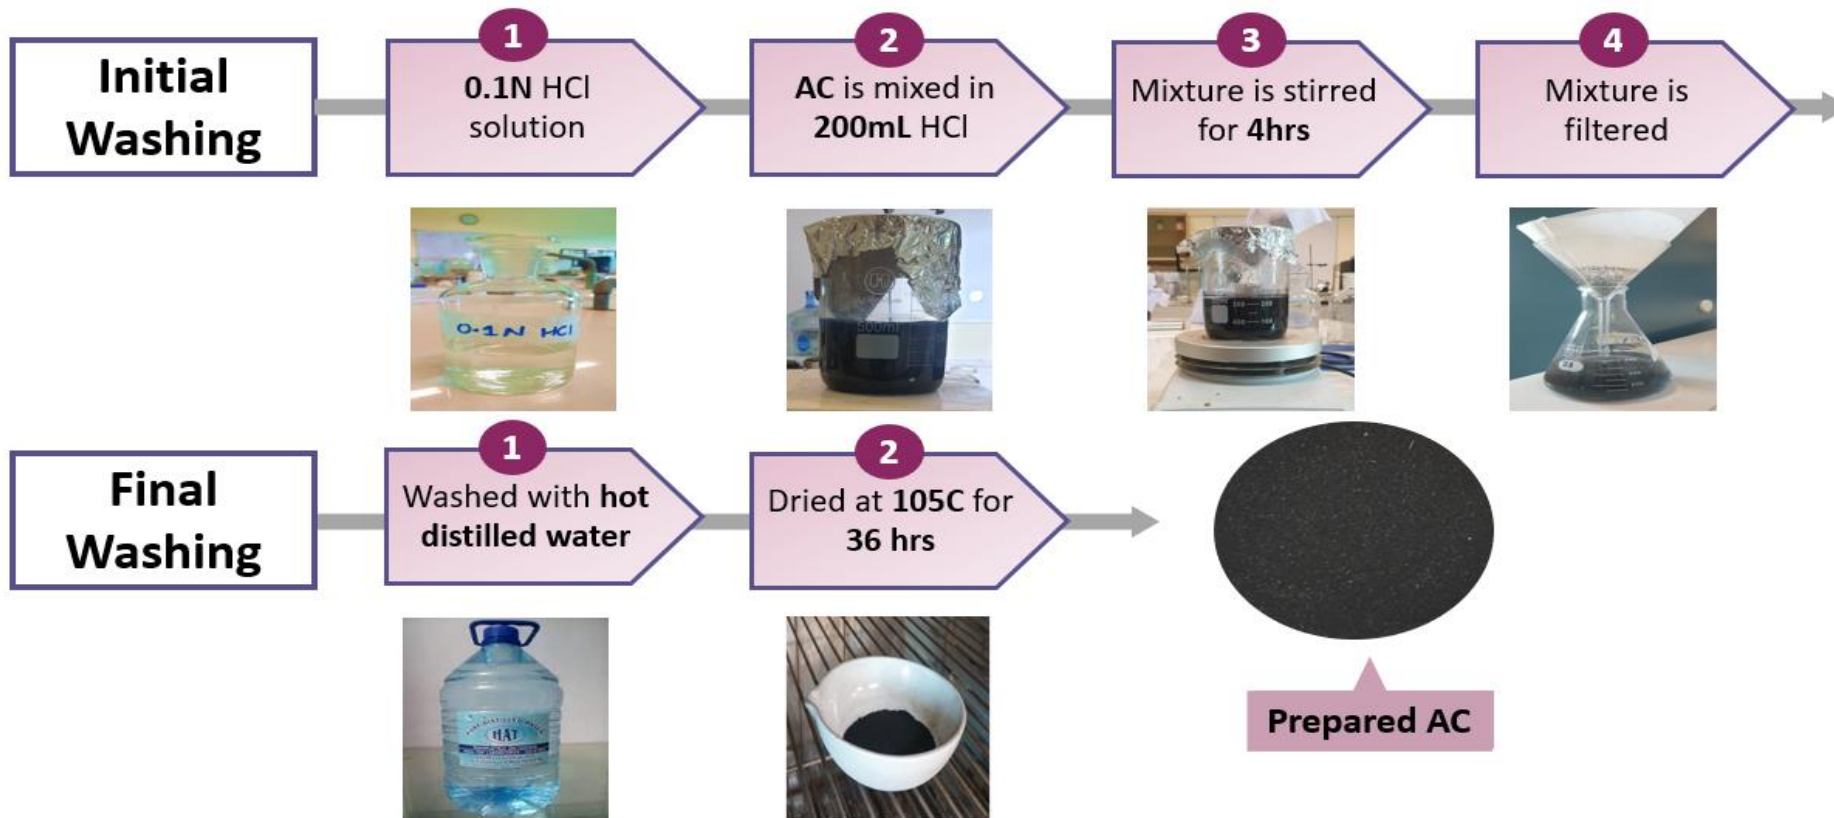 Initial
Washing
1
0.1N HCl
solution
2
AC is mixed in
200mL HCl
3
Mixture is stirred
for 4hrs
4
Mixture is
filtered
0.1N HCl
500ml
Final
Washing
1
Washed with hot
distilled water
2
Dried at 105C for
36 hrs
HAT
Prepared AC